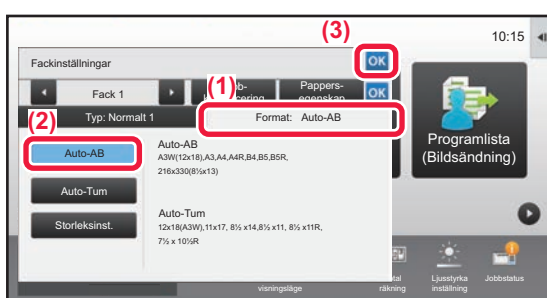 (3)
10:15
Fackinställningar
OK
(1)
Fack 1
Pappers-
egenskap
OK
(2)
Typ: Normalt 1
Format: Auto-AB
Auto-AB
Auto-AB
A3W(12x18),A3,A4,A4R,B4,B5,B5R,
216x330(8½x13)
Auto-Tum
Auto-Tum
12x18(A3W),11x17, 8½ x14,8½ x11, 8½ x11R,
7½ x 10½R
Storleksinst.
Programlista
(Bildsändning)
visningsläge
räkning
Ljusstyrka
inställning
Jobbstatus